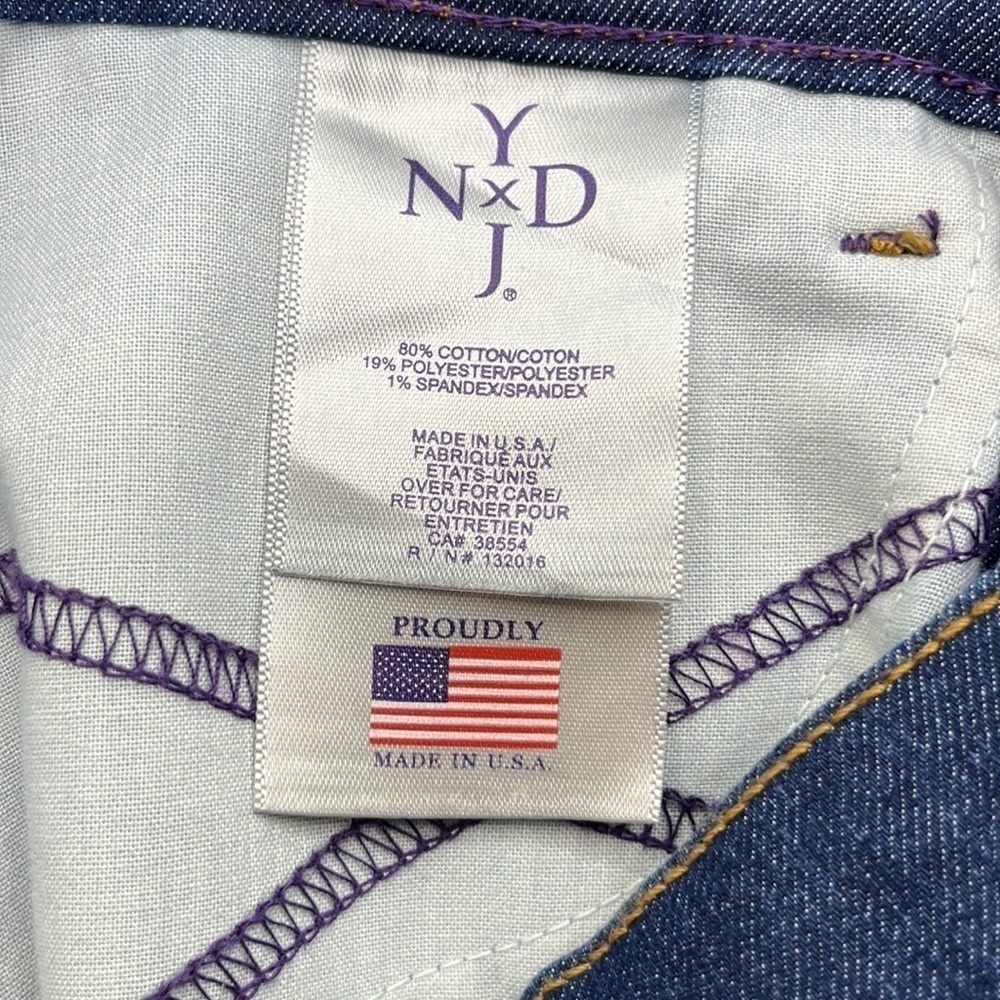 Y
N x D
J®
80% COTTON/COTON
19% POLYESTER/POLYESTER
1% SPANDEX/SPANDEX
MADE IN U.S.A./
FABRIQUÉ AUX
ETATS-UNIS
OVER FOR CARE/
RETOURNER POUR
ENTRETIEN
CA# 38554
R / N# 132016
PROUDLY
MADE IN U.S.A.